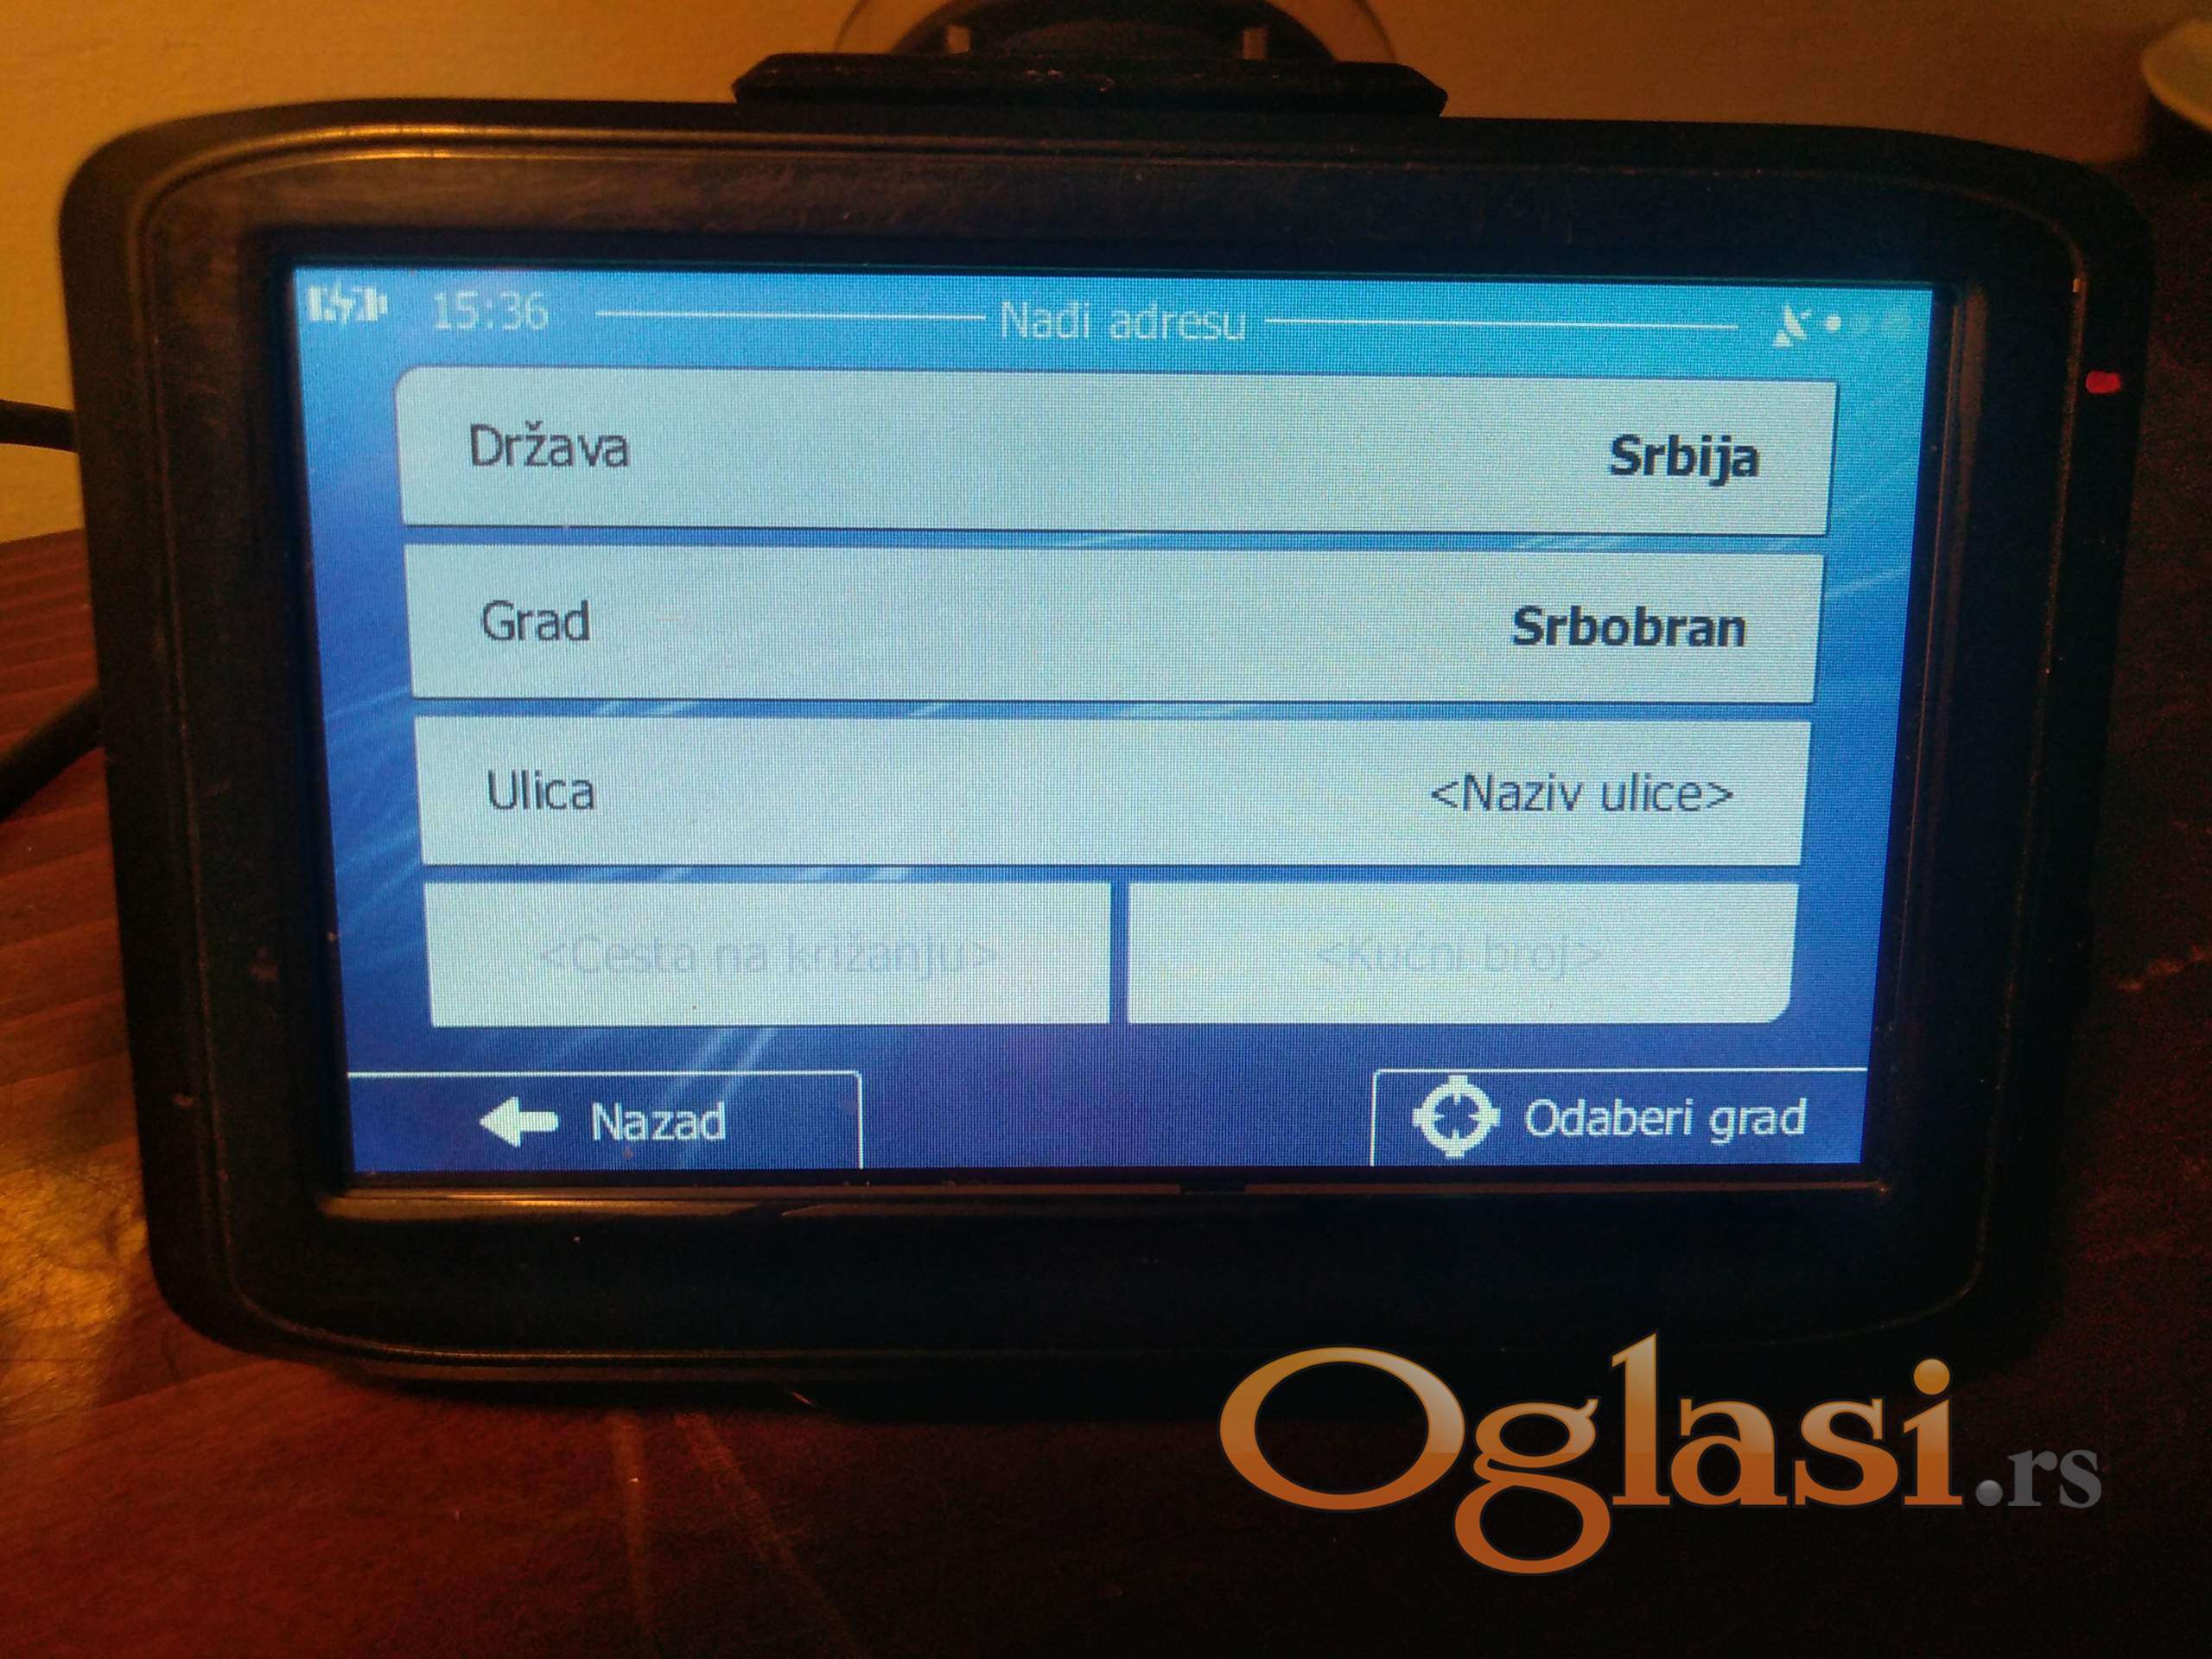 15:36 Nađi adresu
Država Srbija
Grad Srbobran
Ulica <Naziv ulice>
<Cesta na križanju> <Kućni broj>
Nazad Odaberi grad
Oglasi.rs